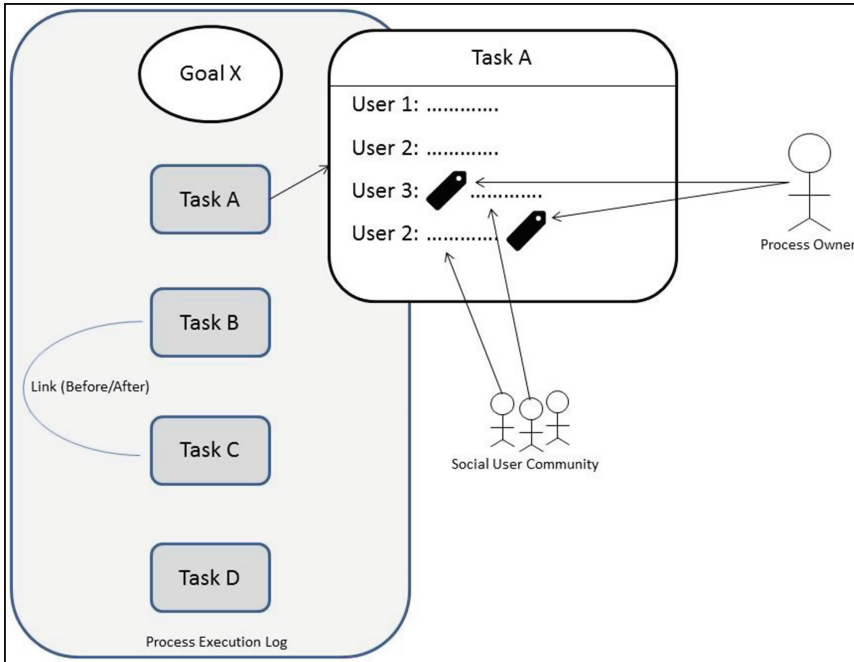 Goal X
Task A
Task B
Link (Before/After)
Task C
Task D
Process Execution Log
Task A
User 1: .............
User 2: .............
User 3: .............
User 2: .............
Process Owner
Social User Community